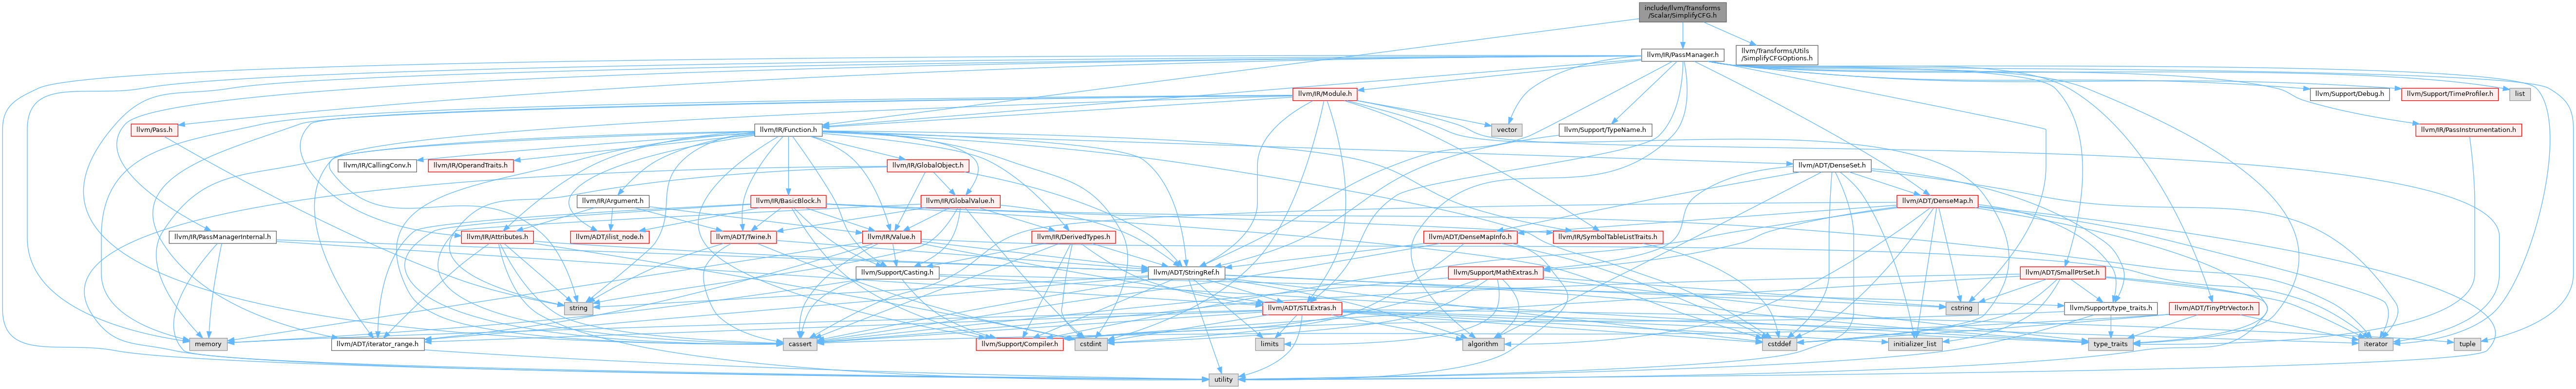 include/llvm/Transforms
/Scalar/SimplifyCFG.h
llvm/IR/PassManager.h
llvm/Transforms/Utils
/SimplifyCFGOptions.h
llvm/IR/Module.h
llvm/Support/Debug.h
llvm/Support/TimeProfiler.h
list
llvm/Pass.h
llvm/IR/Function.h
vector
llvm/Support/TypeName.h
llvm/IR/PassInstrumentation.h
llvm/IR/CallingConv.h
llvm/IR/OperandTraits.h
llvm/IR/GlobalObject.h
llvm/ADT/DenseSet.h
llvm/IR/Argument.h
llvm/IR/BasicBlock.h
llvm/IR/GlobalValue.h
llvm/ADT/DenseMap.h
llvm/IR/PassManagerInternal.h
llvm/IR/Attributes.h
llvm/ADT/ilist_node.h
llvm/ADT/Twine.h
llvm/IR/Value.h
llvm/IR/DerivedTypes.h
llvm/ADT/DenseMapInfo.h
llvm/IR/SymbolTableListTraits.h
llvm/Support/Casting.h
llvm/ADT/StringRef.h
llvm/Support/MathExtras.h
llvm/ADT/SmallPtrSet.h
string
llvm/ADT/STLExtras.h
cstring
llvm/Support/type_traits.h
llvm/ADT/TinyPtrVector.h
memory
llvm/ADT/iterator_range.h
cassert
cstdint
llvm/Support/Compiler.h
limits
algorithm
cstddef
initializer_list
type_traits
iterator
tuple
utility